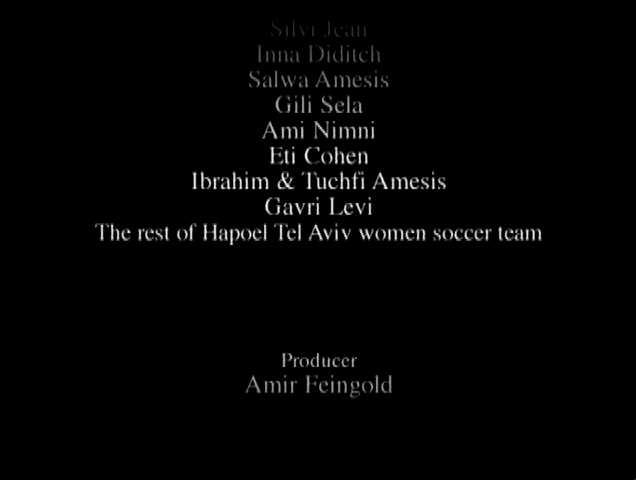 Silvi Jean
Inna Diditch
Salwa Amesis
Gili Sela
Ami Nimni
Eti Cohen
Ibrahim & Tuchfi Amesis
Gavri Levi
The rest of Hapoel Tel Aviv women soccer team
Producer
Amir Feingold